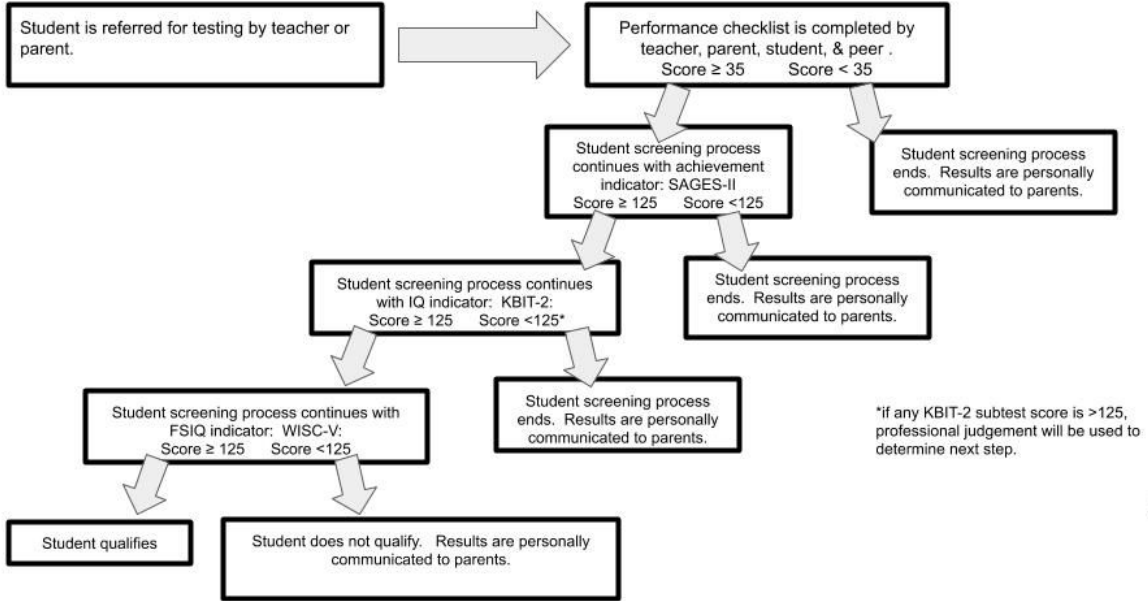 Student is referred for testing by teacher or
parent.
Performance checklist is completed by
teacher, parent, student, & peer .
Score ≥ 35 Score < 35
Student screening process
continues with achievement
indicator: SAGES-II
Score ≥ 125 Score <125
Student screening process
ends. Results are personally
communicated to parents.
Student screening process continues
with IQ indicator: KBIT-2:
Score ≥ 125 Score <125*
Student screening process
ends. Results are personally
communicated to parents.
Student screening process continues with
FSIQ indicator: WISC-V:
Score ≥ 125 Score <125
Student screening process
ends. Results are personally
communicated to parents.
*if any KBIT-2 subtest score is >125,
professional judgement will be used to
determine next step.
Student qualifies
Student does not qualify. Results are personally
communicated to parents.